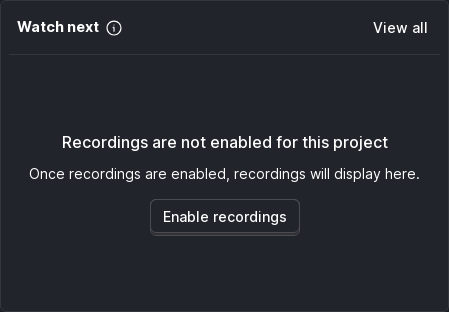 Watch next
View all
Recordings are not enabled for this project
Once recordings are enabled, recordings will display here.
Enable recordings